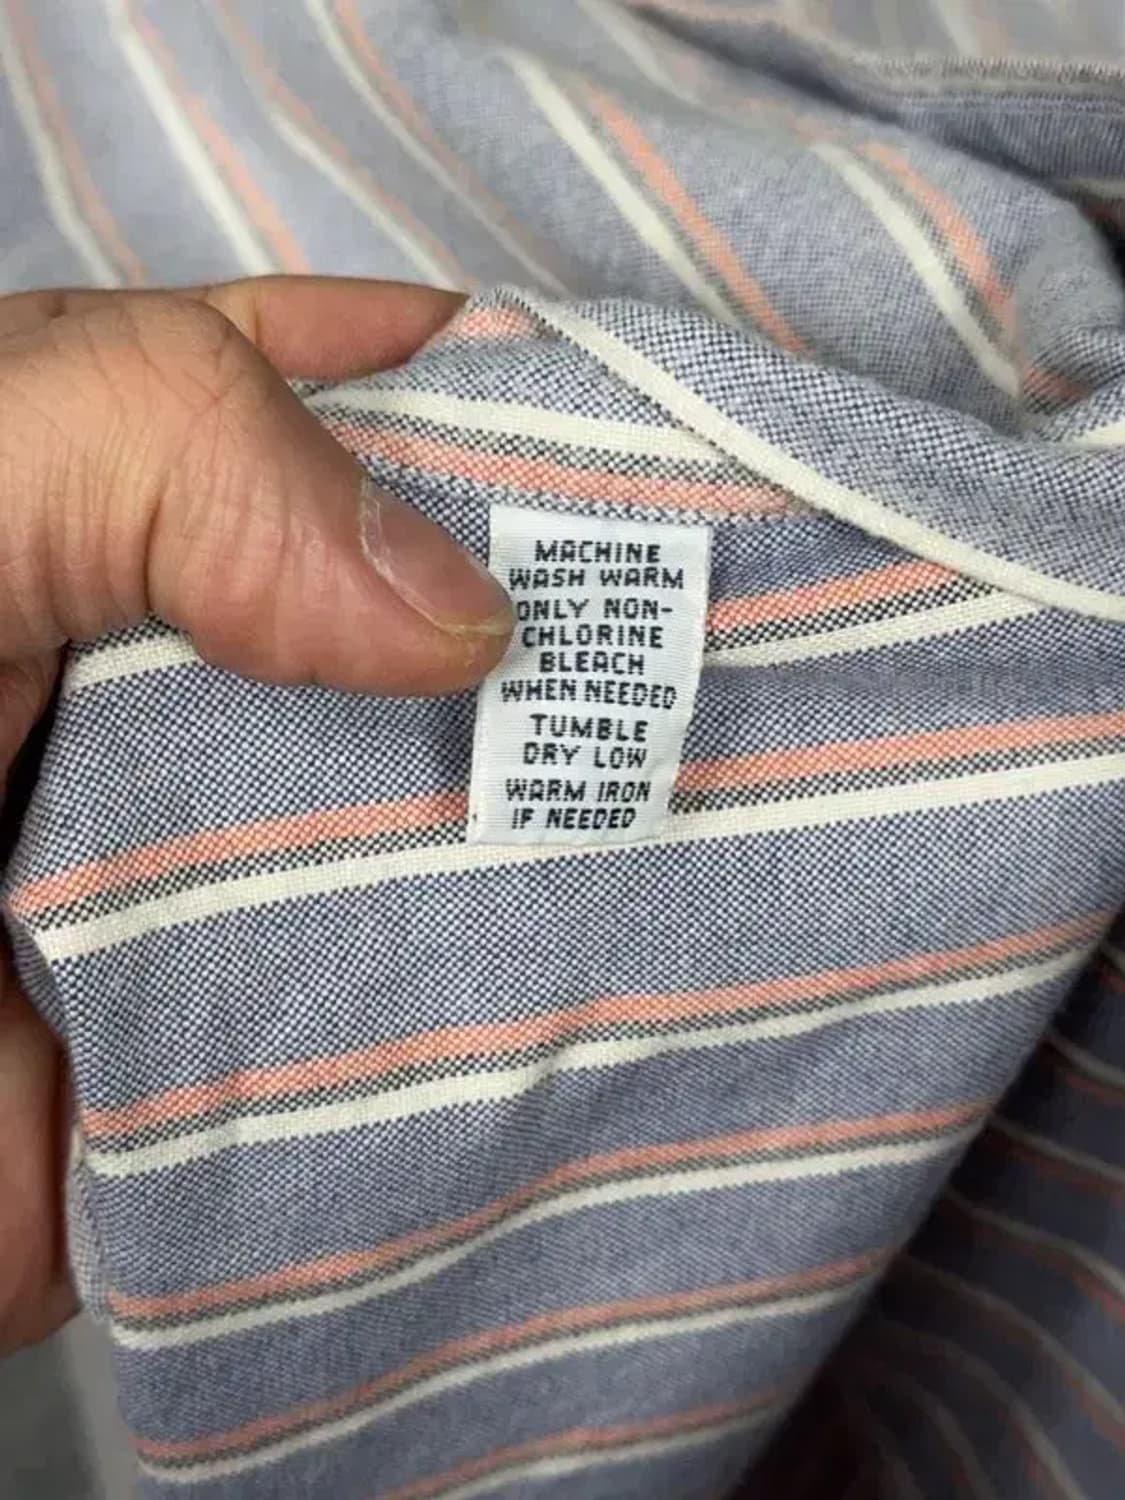 MACHINE
WASH WARM
ONLY NON-
CHLORINE
BLEACH
WHEN NEEDED
TUMBLE
DRY LOW
WARM IRON
IF NEEDED